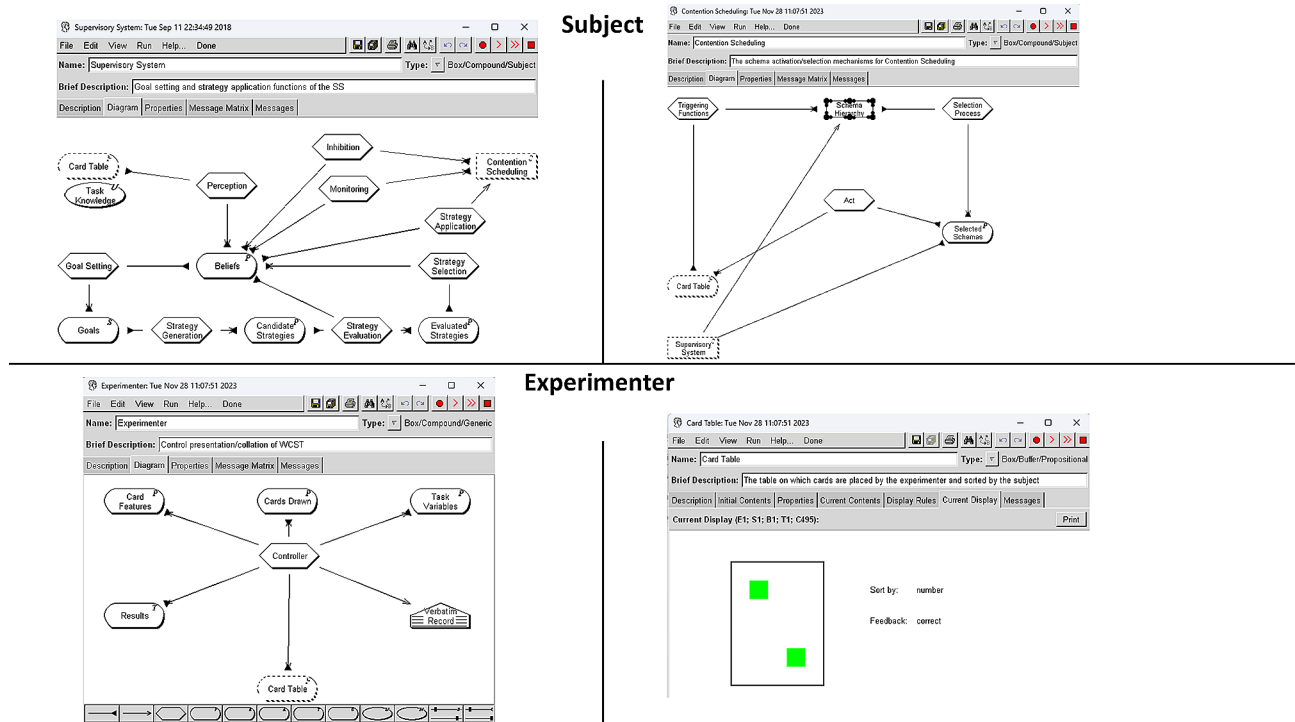 Subject
Supervisory System: Tue Sep 11 22:34:49 2018
File Edit View Run Help... Done
Name: Supervisory System Type: Box/Compound/Subject
Brief Description: Goal setting and strategy application functions of the SS
Description Diagram Properties Message Matrix Messages
Inhibition
Card Table
Contention
Scheduling
Task
Knowledge
U
Perception
Monitoring
Strategy
Application
Goal Setting
Beliefs
P
Strategy
Selection
Goals
S
Strategy
Generation
Candidate
Strategies
P
Strategy
Evaluation
Evaluated
Strategies
P
Contention Scheduling: Tue Nov 28 11:07:51 2023
File Edit View Run Help... Done
Name: Contention Scheduling Type: Box/Compound/Subject
Brief Description: The schema activation/selection mechanisms for Contention Scheduling
Description Diagram Properties Message Matrix Messages
Triggering
Functions
Schema
Hierarchy
Selection
Process
Act
Selected
Schemas
P
Card Table
Supervisory
System
Experimenter
Experimenter: Tue Nov 28 11:07:51 2023
File Edit View Run Help... Done
Name: Experimenter Type: Box/Compound/Generic
Brief Description: Control presentation/collation of WCST
Description Diagram Properties Message Matrix Messages
Card
Features
P
Cards Drawn
P
Task
Variables
P
Controller
Results
T
Verbatim
Record
Card Table
Card Table: Tue Nov 28 11:07:51 2023
File Edit View Run Help... Done
Name: Card Table Type: Box/Buffer/Propositional
Brief Description: The table on which cards are placed by the experimenter and sorted by the subject
Description Initial Contents Properties Current Contents Display Rules Current Display Messages
Current Display (E1; S1; B1; T1; C495): Print
Sort by: number
Feedback: correct